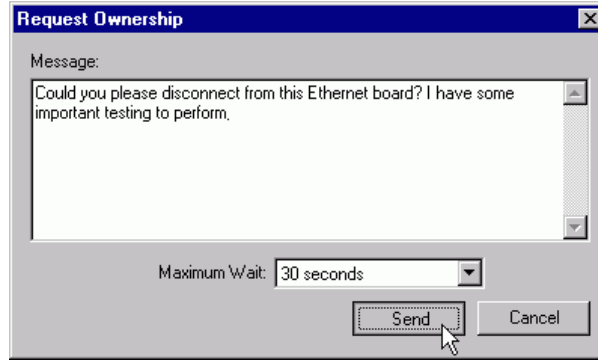 Request Ownership
Message:
Could you please disconnect from this Ethernet board? I have some
important testing to perform.
Maximum Wait: 30 seconds
Send Cancel